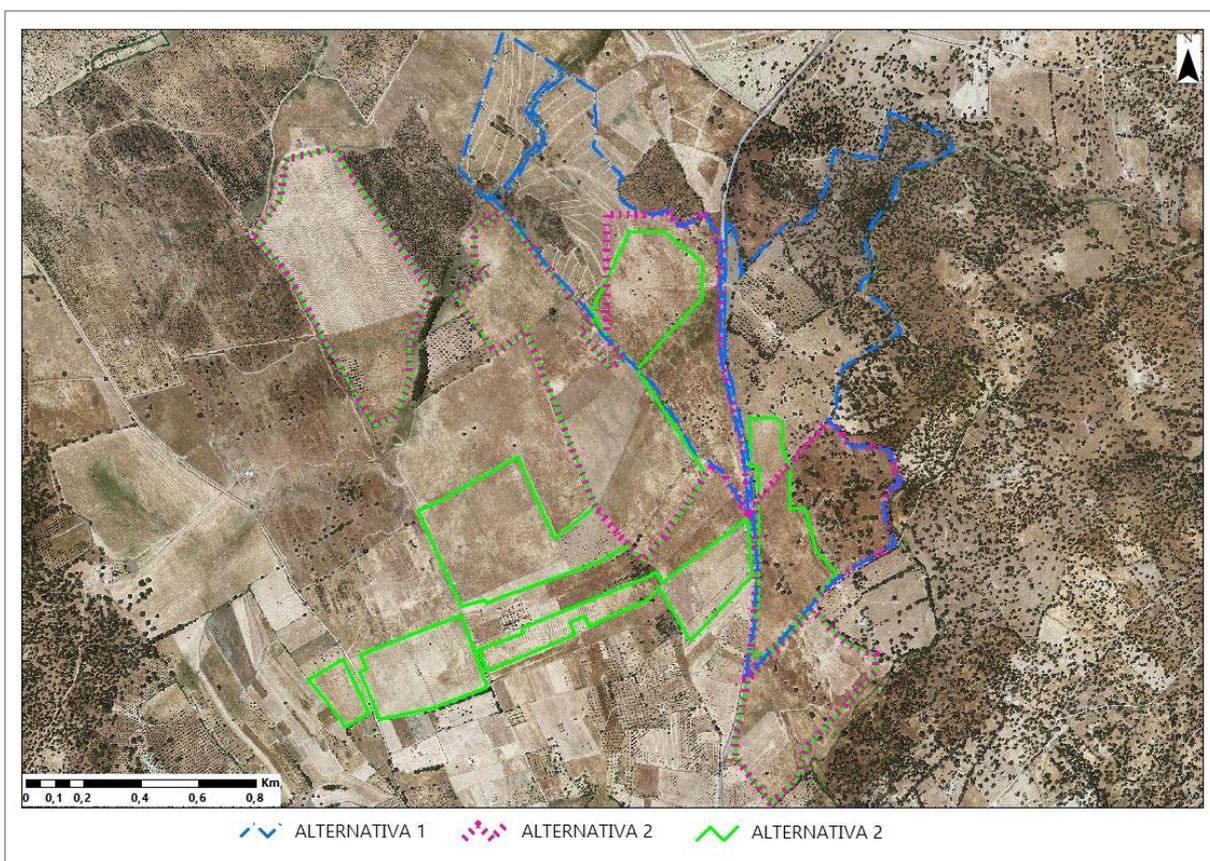 N
Km
0 0,1 0,2 0,4 0,6 0,8
ALTERNATIVA 1 ALTERNATIVA 2 ALTERNATIVA 2